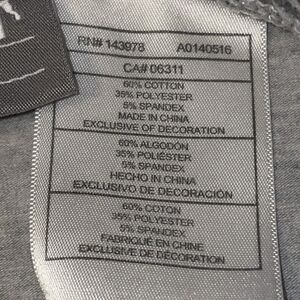 RN# 143978 A0140516
CA# 06311
60% COTTON
35% POLYESTER
5% SPANDEX
MADE IN CHINA
EXCLUSIVE OF DECORATION
60% ALGODÓN
35% POLIÉSTER
5% SPANDEX
HECHO IN CHINA
EXCLUSIVO DE DECORACIÓN
60% COTON
35% POLYESTER
5% SPANDEX
FABRIQUÉ EN CHINE
EXCLUSIVE DE DÉCORATION